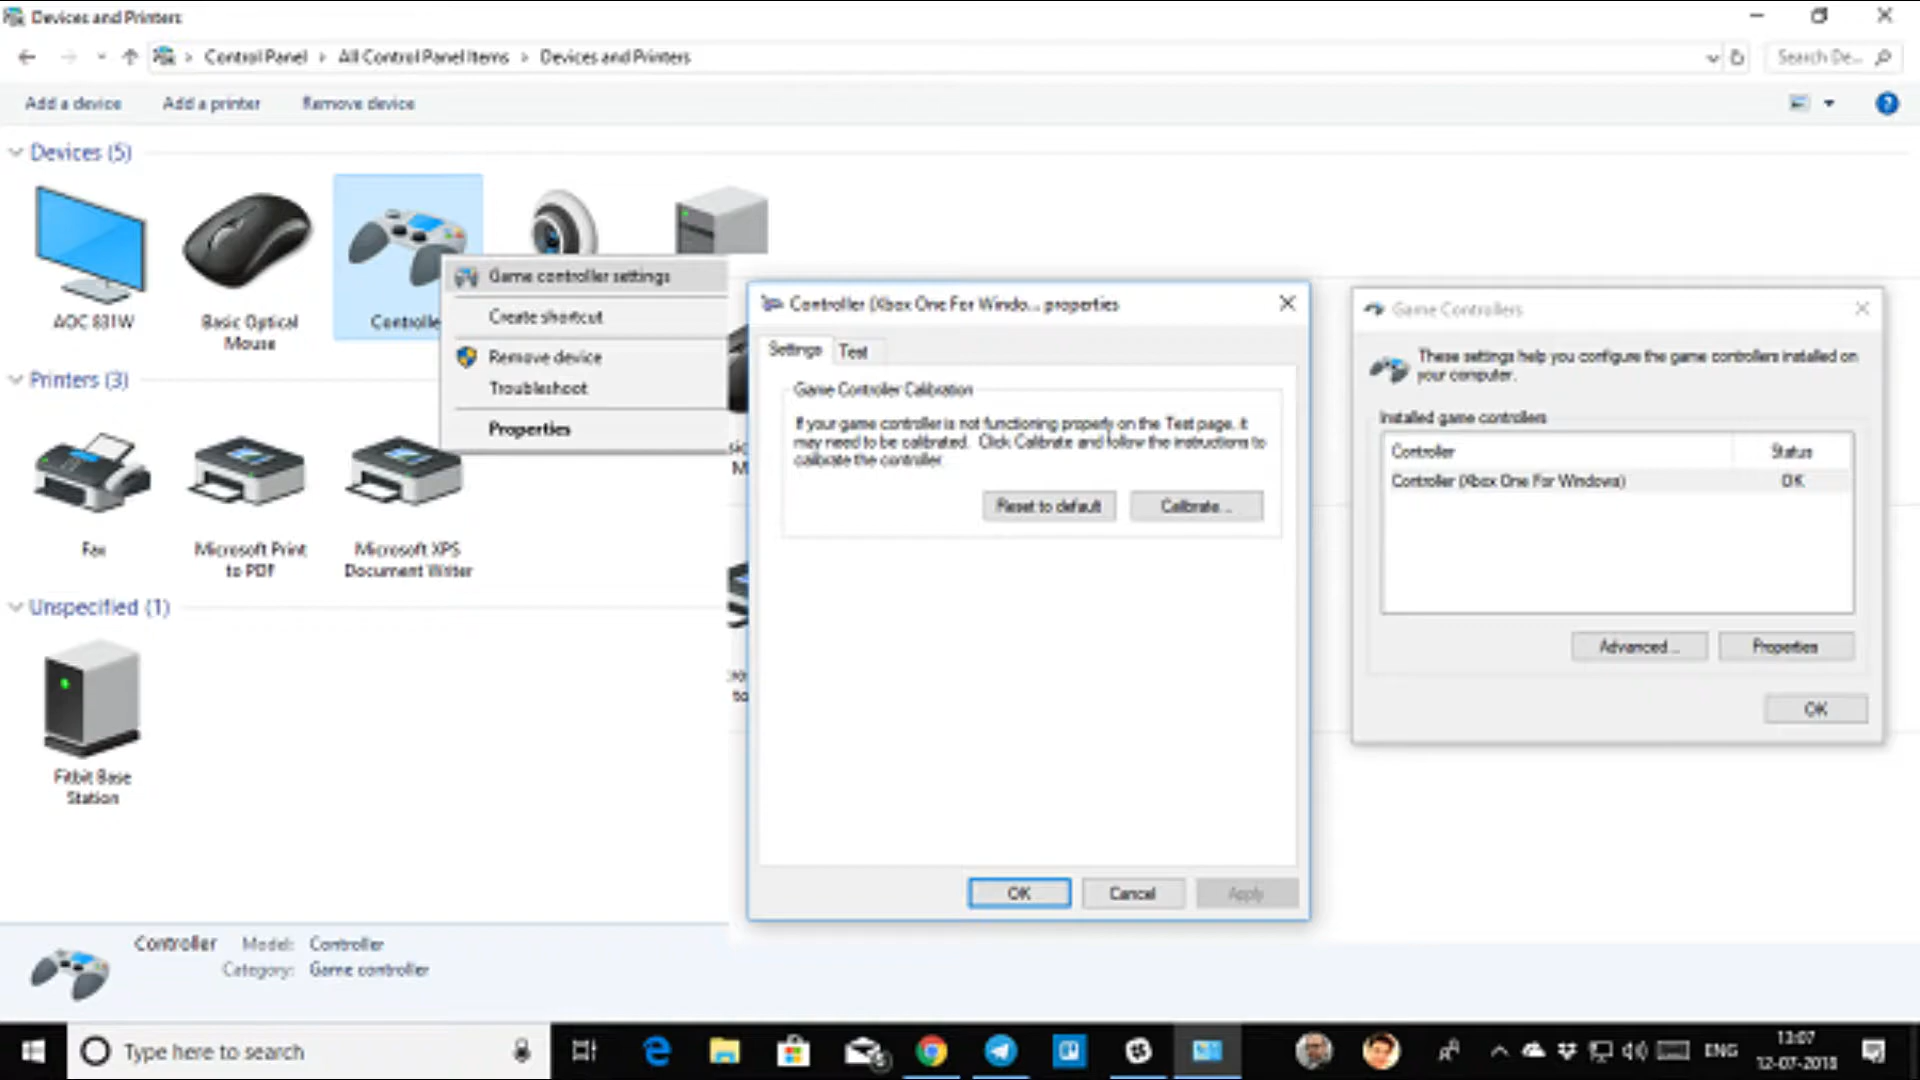 Devices and Printers
Control Panel > All Control Panel Items > Devices and Printers
Search De...
Add a device Add a printer Remove device
Devices (5)
AOC 831W
Basic Optical
Mouse
Controlle
Game controller settings
Create shortcut
Remove device
Troubleshoot
Properties
Printers (3)
Fax
Microsoft Print
to PDF
Microsoft XPS
Document Writer
Unspecified (1)
Fitbit Base
Station
Controller (Xbox One For Windo... properties
Settings Test
Game Controller Calibration
If your game controller is not functioning properly on the Test page, it
may need to be calibrated. Click Calibrate and follow the instructions to
calibrate the controller.
Reset to default Calibrate...
OK Cancel Apply
Game Controllers
These settings help you configure the game controllers installed on
your computer.
Installed game controllers
Controller Status
Controller (Xbox One For Windows) OK
Advanced... Properties
OK
Controller Model: Controller
Category: Game controller
Type here to search
ENG
13:07
12-07-2018